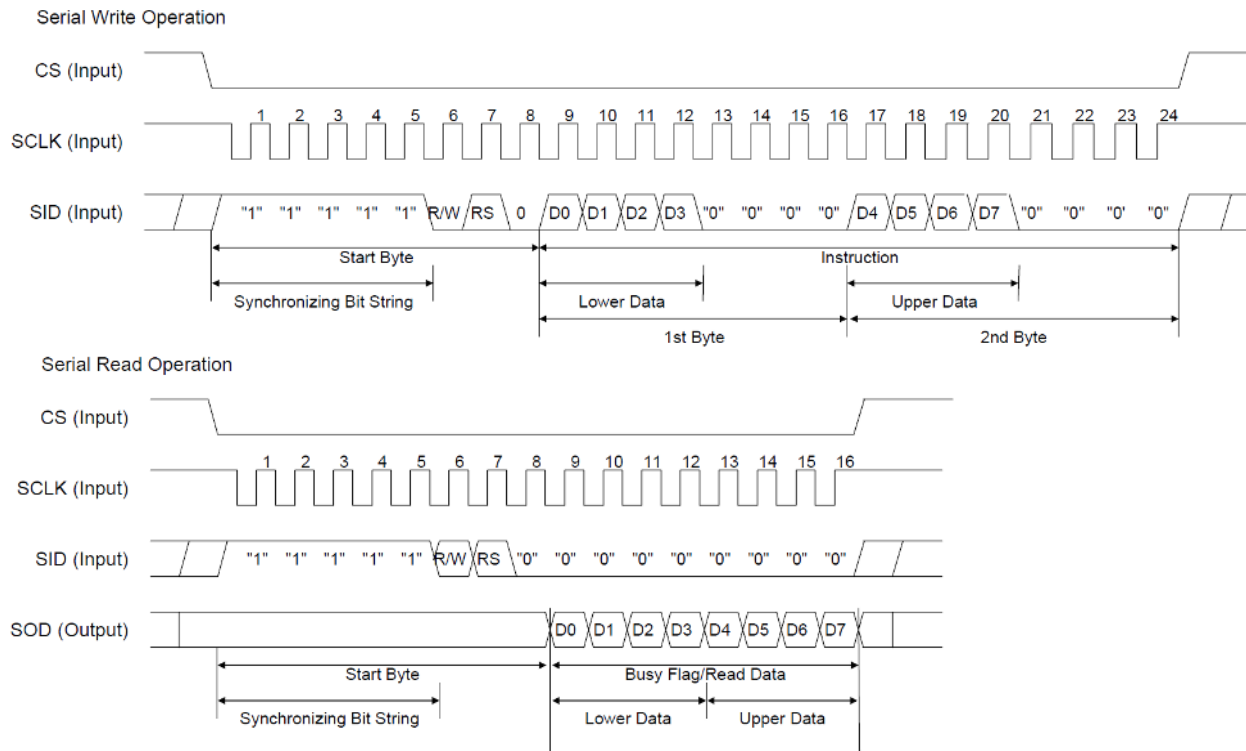 Serial Write Operation
CS (Input)
1 2 3 4 5 6 7 8 9 10 11 12 13 14 15 16 17 18 19 20 21 22 23 24
SCLK (Input)
SID (Input) "1" "1" "1" "1" "1" R/W RS 0 D0 D1 D2 D3 "0" "0" "0" "0" D4 D5 D6 D7 "0" "0" "0' "0"
Start Byte Instruction
Synchronizing Bit String Lower Data Upper Data
1st Byte 2nd Byte
Serial Read Operation
CS (Input)
1 2 3 4 5 6 7 8 9 10 11 12 13 14 15 16
SCLK (Input)
SID (Input) "1" "1" "1" "1" "1" R/W RS "0" "0" "0" "0" "0" "0" "0" "0" "0"
SOD (Output) D0 D1 D2 D3 D4 D5 D6 D7
Start Byte Busy Flag/Read Data
Synchronizing Bit String Lower Data Upper Data